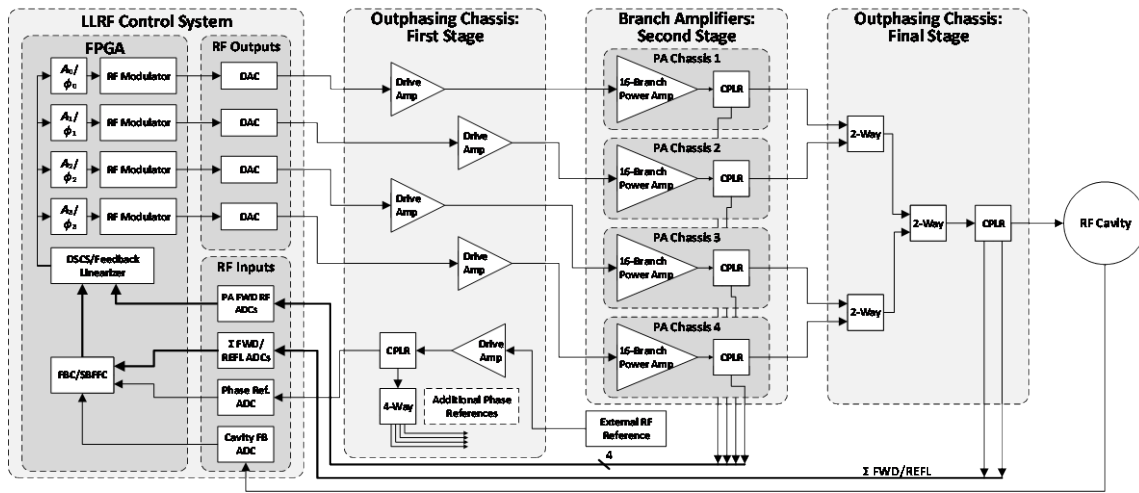 LLRF Control System
FPGA
A₀/
ϕ₀
RF Modulator
A₁/
ϕ₁
RF Modulator
A₂/
ϕ₂
RF Modulator
A₃/
ϕ₃
RF Modulator
DSCS/Feedback
Linearizer
FBC/SBFFC
RF Outputs
DAC
DAC
DAC
DAC
RF Inputs
PA FWD RF
ADCs
Σ FWD/
REFL ADCs
Phase Ref.
ADC
Cavity FB
ADC
Outphasing Chassis:
First Stage
Drive
Amp
Drive
Amp
Drive
Amp
Drive
Amp
CPLR
Drive
Amp
4-Way
Additional Phase
References
External RF
Reference
Branch Amplifiers:
Second Stage
PA Chassis 1
16-Branch
Power Amp
CPLR
PA Chassis 2
16-Branch
Power Amp
CPLR
PA Chassis 3
16-Branch
Power Amp
CPLR
PA Chassis 4
16-Branch
Power Amp
CPLR
Outphasing Chassis:
Final Stage
2-Way
2-Way
2-Way
CPLR
RF Cavity
4
Σ FWD/REFL